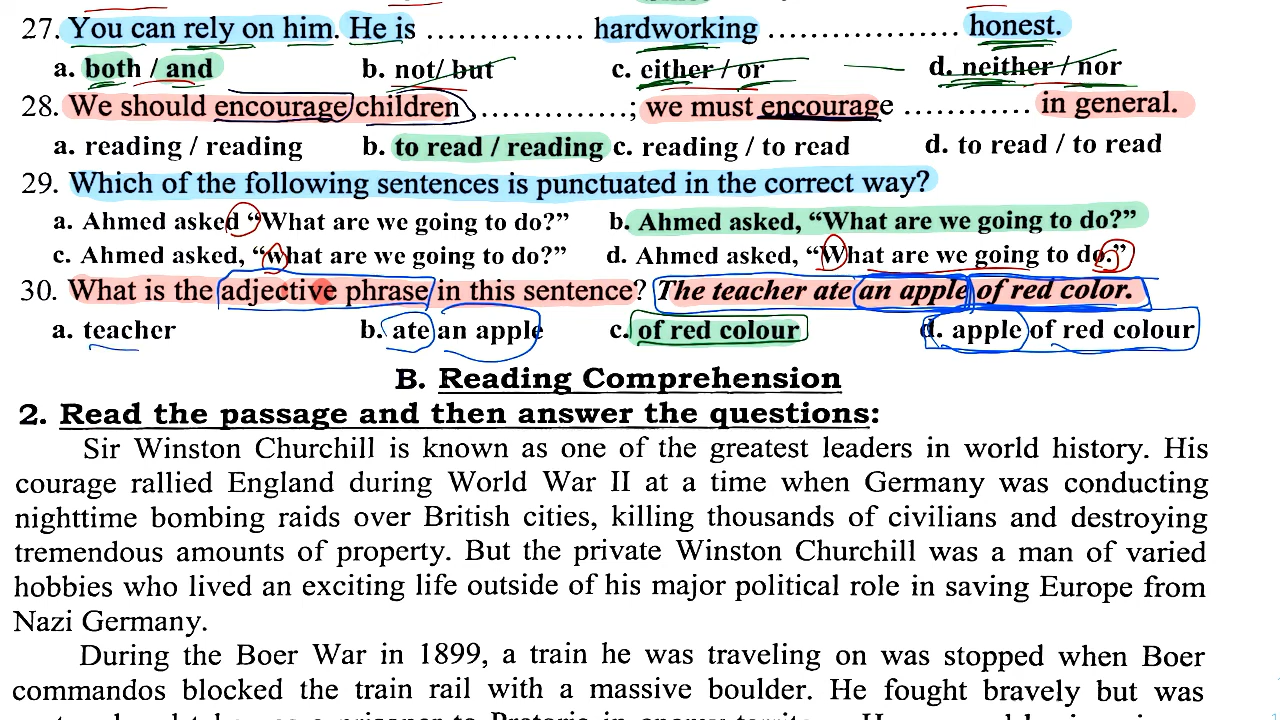 27. You can rely on him. He is …………… hardworking ……………… honest.
a. both / and b. not/ but c. either / or d. neither / nor
28. We should encourage children ……………; we must encourage ………… in general.
a. reading / reading b. to read / reading c. reading / to read d. to read / to read
29. Which of the following sentences is punctuated in the correct way?
a. Ahmed asked “What are we going to do?” b. Ahmed asked, “What are we going to do?”
c. Ahmed asked, “what are we going to do?” d. Ahmed asked, “What are we going to do.”
30. What is the adjective phrase in this sentence? The teacher ate an apple of red color.
a. teacher b. ate an apple c. of red colour d. apple of red colour
B. Reading Comprehension
2. Read the passage and then answer the questions:
Sir Winston Churchill is known as one of the greatest leaders in world history. His
courage rallied England during World War II at a time when Germany was conducting
nighttime bombing raids over British cities, killing thousands of civilians and destroying
tremendous amounts of property. But the private Winston Churchill was a man of varied
hobbies who lived an exciting life outside of his major political role in saving Europe from
Nazi Germany.
During the Boer War in 1899, a train he was traveling on was stopped when Boer
commandos blocked the train rail with a massive boulder. He fought bravely but was